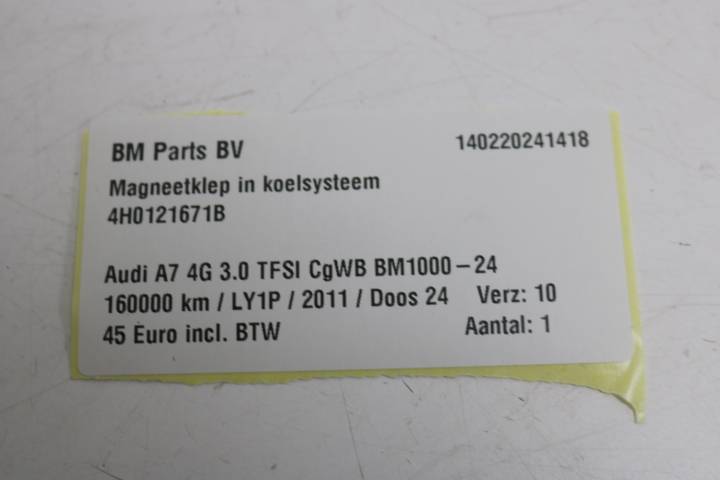 BM Parts BV 140220241418
Magneetklep in koelsysteem
4H0121671B
Audi A7 4G 3.0 TFSI CgWB BM1000-24
160000 km / LY1P / 2011 / Doos 24 Verz: 10
45 Euro incl. BTW Aantal: 1